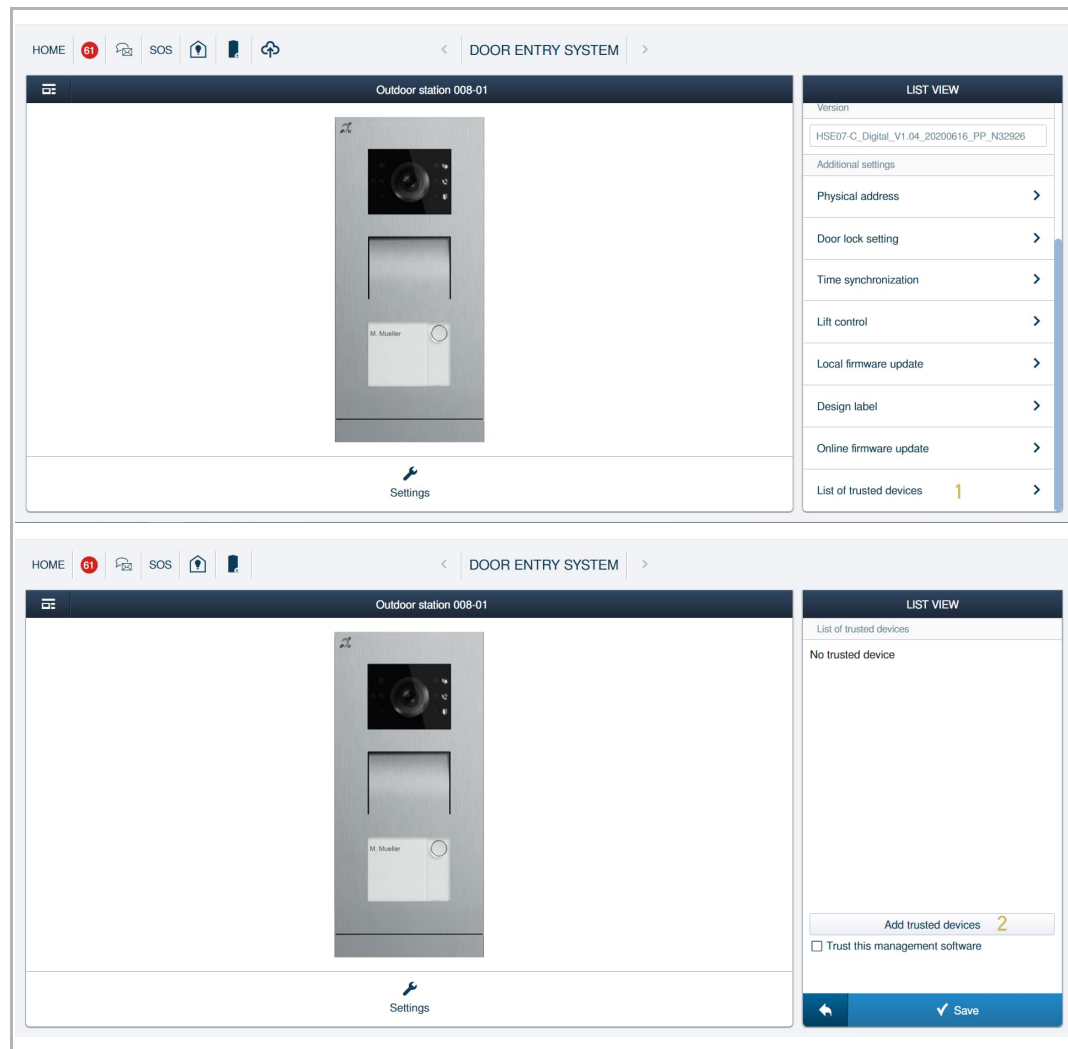 HOME 61 SOS < DOOR ENTRY SYSTEM >
Outdoor station 008-01
M. Mueller
Settings
LIST VIEW
Version
HSE07-C_Digital_V1.04_20200616_PP_N32926
Additional settings
Physical address
Door lock setting
Time synchronization
Lift control
Local firmware update
Design label
Online firmware update
List of trusted devices 1
HOME 61 SOS < DOOR ENTRY SYSTEM >
Outdoor station 008-01
M. Mueller
Settings
LIST VIEW
List of trusted devices
No trusted device
Add trusted devices 2
Trust this management software
Save